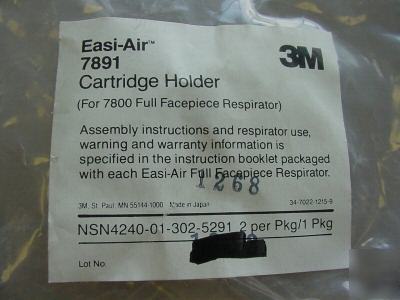 Easi-Air™
7891
3M
Cartridge Holder
(For 7800 Full Facepiece Respirator)
Assembly instructions and respirator use,
warning and warranty information is
specified in the instruction booklet packaged
with each Easi-Air Full Facepiece Respirator.
1268
3M, St. Paul, MN 55144-1000 Made in Japan
34-7022-1215-9
NSN4240-01-302-5291 2 per Pkg/1 Pkg
Lot No.